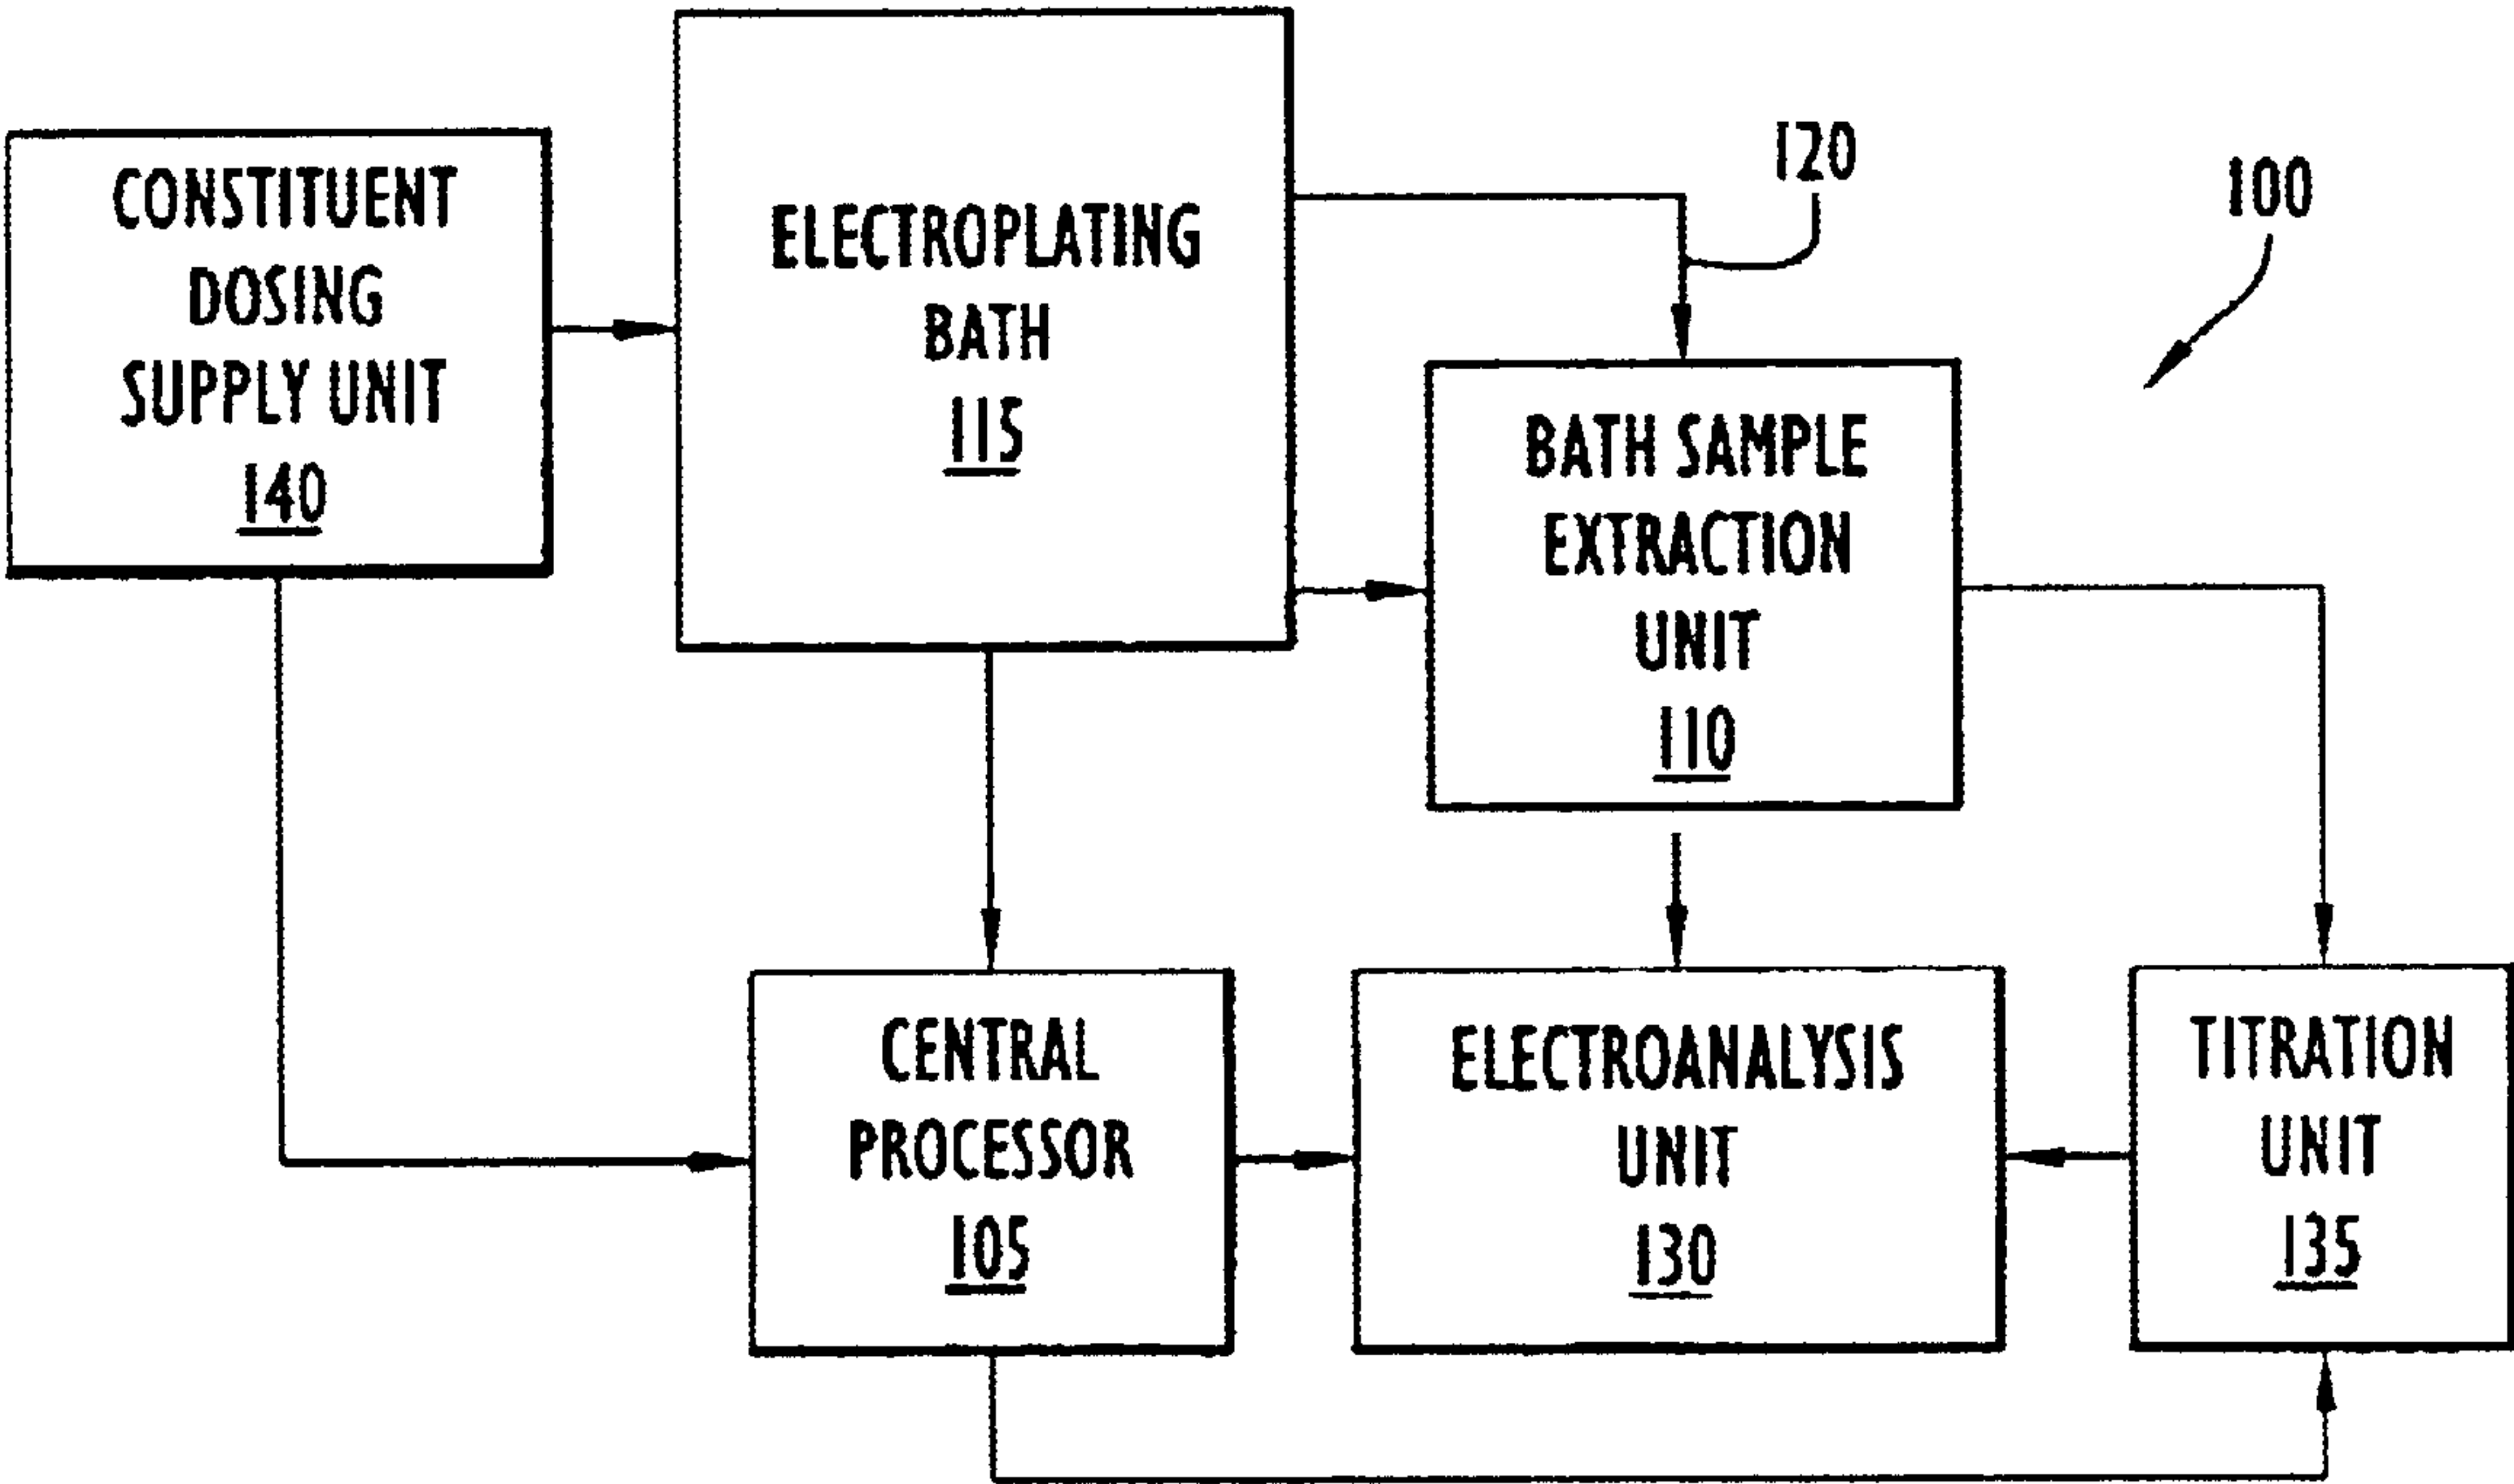 CONSTITUENT
DOSING
SUPPLY UNIT
140
ELECTROPLATING
BATH
115
120
100
BATH SAMPLE
EXTRACTION
UNIT
110
CENTRAL
PROCESSOR
105
ELECTROANALYSIS
UNIT
130
TITRATION
UNIT
135